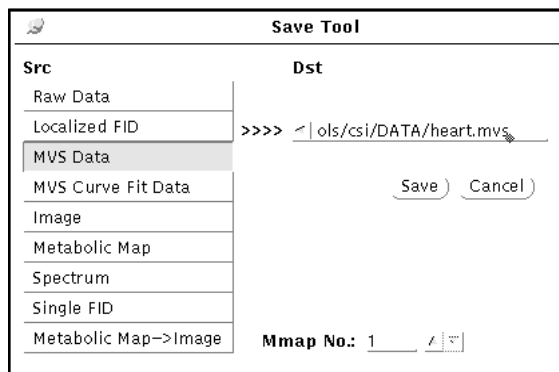 Save Tool
Src
Dst
Raw Data
Localized FID
>>>> <| ols/csi/DATA/heart.mvs
MVS Data
MVS Curve Fit Data
Save
Cancel
Image
Metabolic Map
Spectrum
Single FID
Metabolic Map->Image
Mmap No.: 1